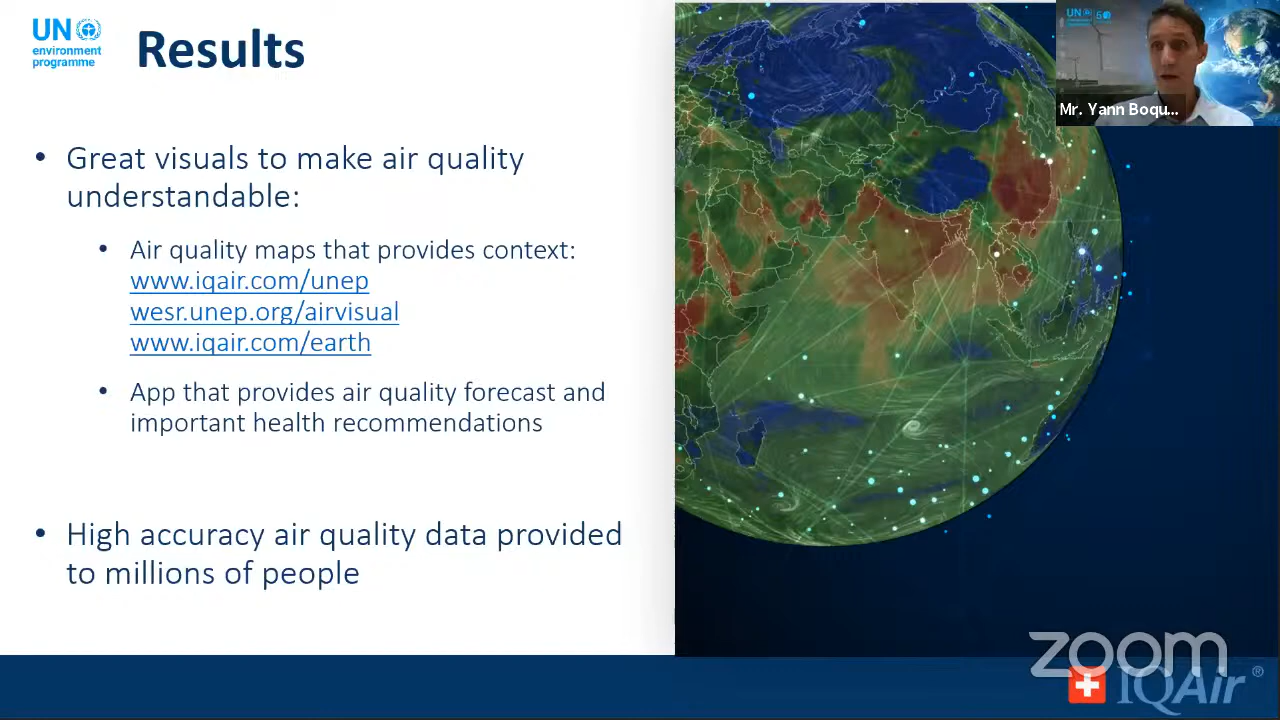 UN
environment
programme
Results
• Great visuals to make air quality
understandable:
• Air quality maps that provides context:
www.iqair.com/unep
wesr.unep.org/airvisual
www.iqair.com/earth
• App that provides air quality forecast and
important health recommendations
• High accuracy air quality data provided
to millions of people
UN
Mr. Yann Boqu...
zoom
IQAir®